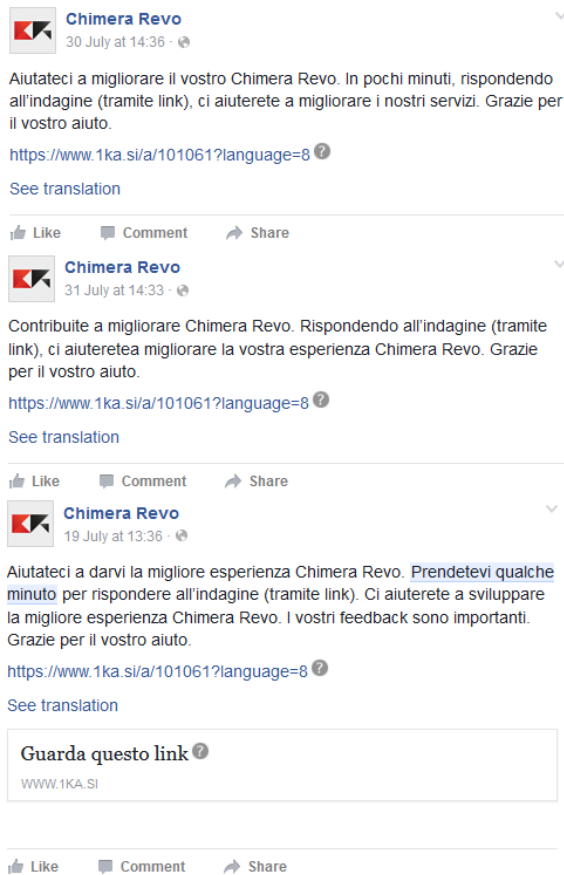 Chimera Revo
30 July at 14:36 ·
Aiutateci a migliorare il vostro Chimera Revo. In pochi minuti, rispondendo
all'indagine (tramite link), ci aiuterete a migliorare i nostri servizi. Grazie per
il vostro aiuto.
https://www.1ka.si/a/101061?language=8 ?
See translation
Like Comment Share
Chimera Revo
31 July at 14:33 ·
Contribuite a migliorare Chimera Revo. Rispondendo all'indagine (tramite
link), ci aiuteretea migliorare la vostra esperienza Chimera Revo. Grazie
per il vostro aiuto.
https://www.1ka.si/a/101061?language=8 ?
See translation
Like Comment Share
Chimera Revo
19 July at 13:36 ·
Aiutateci a darvi la migliore esperienza Chimera Revo. Prendetevi qualche
minuto per rispondere all'indagine (tramite link). Ci aiuterete a sviluppare
la migliore esperienza Chimera Revo. I vostri feedback sono importanti.
Grazie per il vostro aiuto.
https://www.1ka.si/a/101061?language=8 ?
See translation
Guarda questo link ?
WWW.1KA.SI
Like Comment Share